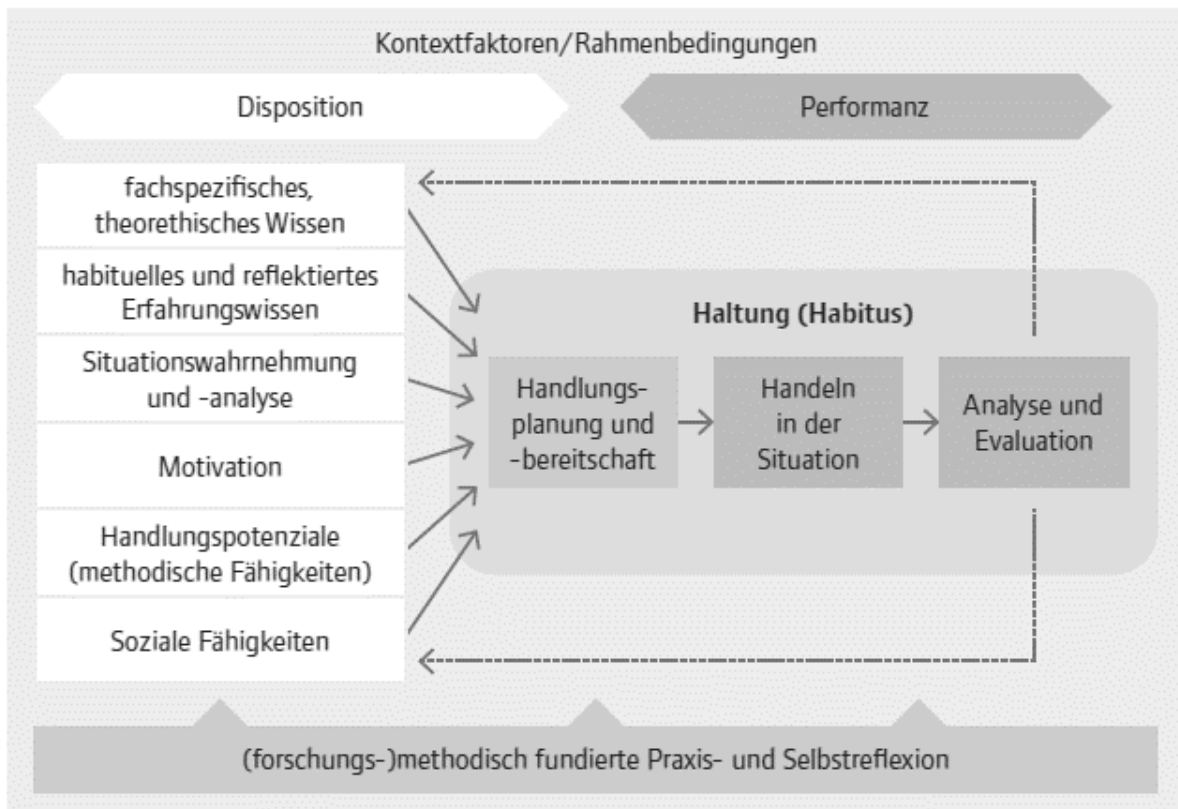 Kontextfaktoren/Rahmenbedingungen
Disposition
Performanz
fachspezifisches,
theorethisches Wissen
habituelles und reflektiertes
Erfahrungswissen
Situationswahrnehmung
und -analyse
Motivation
Handlungspotenziale
(methodische Fähigkeiten)
Soziale Fähigkeiten
Haltung (Habitus)
Handlungs-
planung und
-bereitschaft
Handeln
in der
Situation
Analyse und
Evaluation
(forschungs-)methodisch fundierte Praxis- und Selbstreflexion